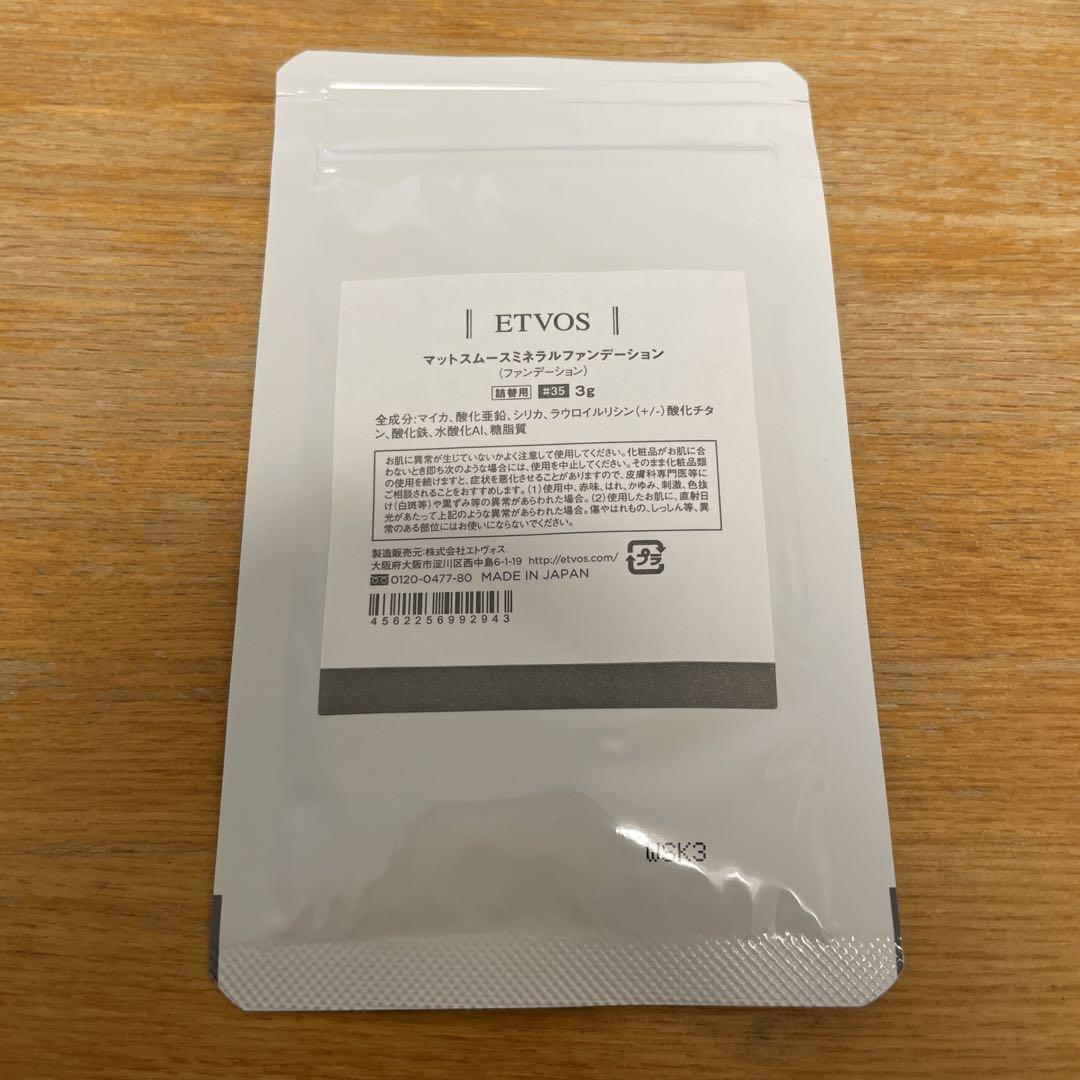 ETVOS
マットスムースミネラルファンデーション
(ファンデーション)
詰替用 #35 3g
全成分:マイカ、酸化亜鉛、シリカ、ラウロイルリシン(+/-)酸化チタ
ン、酸化鉄、水酸化Al、糖脂質
お肌に異常が生じていないかよく注意して使用してください。化粧品がお肌に合
わないとき即ち次のような場合には、使用を中止してください。そのまま化粧品類
の使用を続けますと、症状を悪化させることがありますので、皮膚科専門医等に
ご相談されることをおすすめします。(1)使用中、赤味、はれ、かゆみ、刺激、色抜
け(白斑等)や黒ずみ等の異常があらわれた場合。(2)使用したお肌に、直射日
光があたって上記のような異常があらわれた場合。傷やはれもの、しっしん等、異
常のある部位にはお使いにならないでください。
製造販売元:株式会社エトヴォス
大阪府大阪市淀川区西中島6-1-19 http://etvos.com/
プラ
0120-0477-80 MADE IN JAPAN
4562256992943